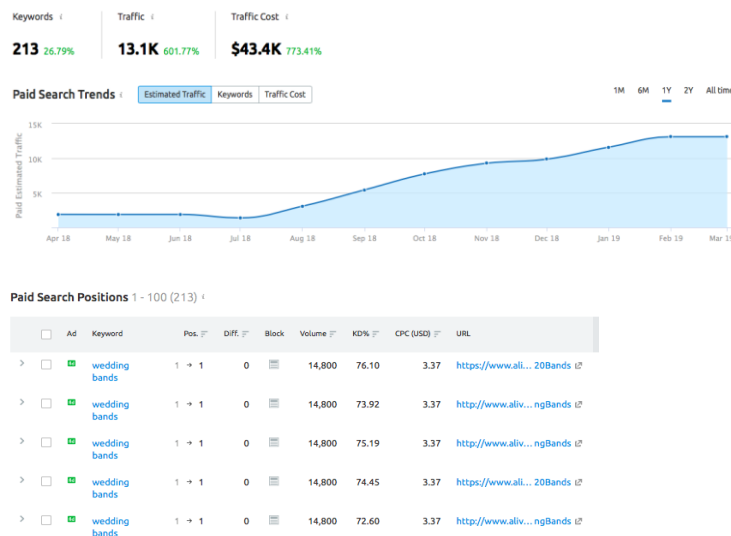 Keywords i Traffic i Traffic Cost i
213 26.79% 13.1K 601.77% $43.4K 773.41%
Paid Search Trends i Estimated Traffic Keywords Traffic Cost 1M 6M 1Y 2Y All time
15K
10K
5K
Paid Estimated Traffic
Apr 18 May 18 Jun 18 Jul 18 Aug 18 Sep 18 Oct 18 Nov 18 Dec 18 Jan 19 Feb 19 Mar 19
Paid Search Positions 1 - 100 (213) i
Ad Keyword Pos. Diff. Block Volume KD% CPC (USD) URL
Ad wedding 1 → 1 0 14,800 76.10 3.37 https://www.ali... 20Bands
bands
Ad wedding 1 → 1 0 14,800 73.92 3.37 http://www.aliv... ngBands
bands
Ad wedding 1 → 1 0 14,800 75.19 3.37 http://www.aliv... ngBands
bands
Ad wedding 1 → 1 0 14,800 74.45 3.37 https://www.ali... 20Bands
bands
Ad wedding 1 → 1 0 14,800 72.60 3.37 http://www.aliv... ngBands
bands